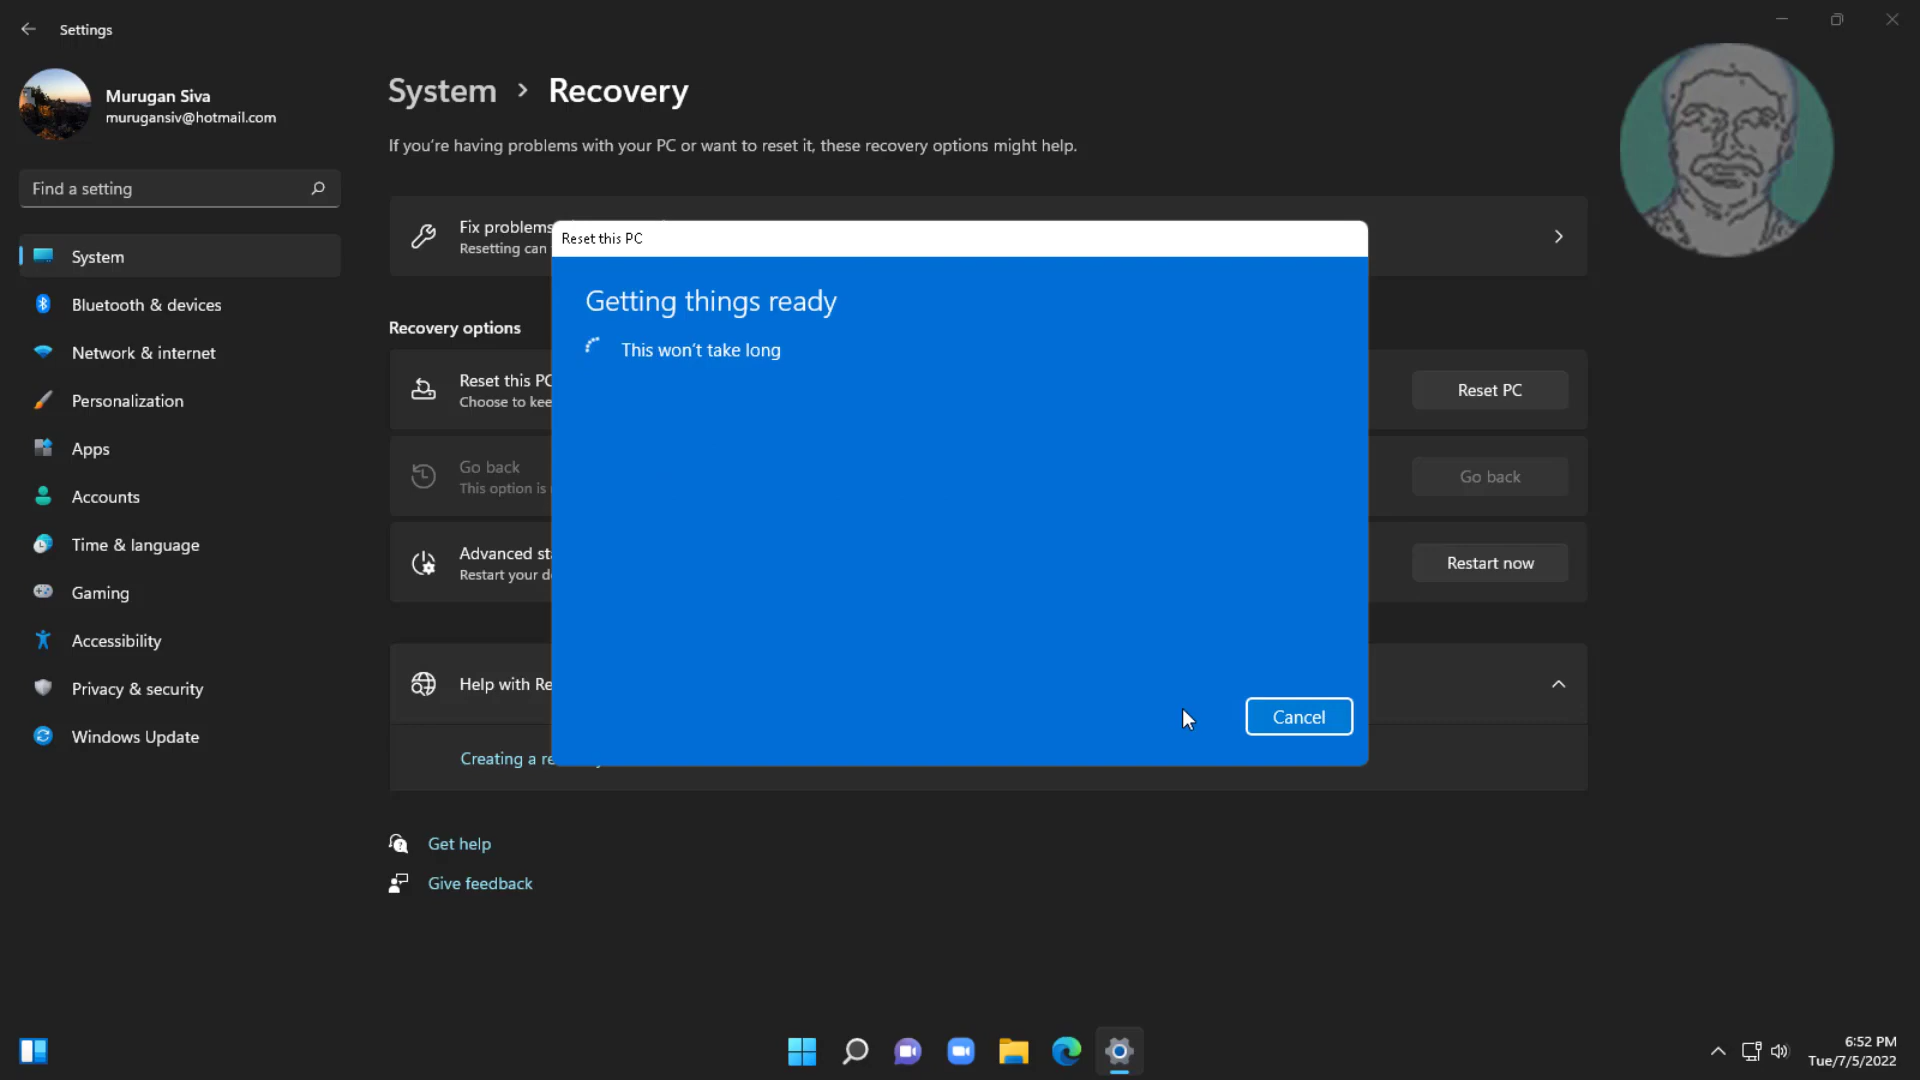 Settings
Murugan Siva
murugansiv@hotmail.com
Find a setting
System
Bluetooth & devices
Network & internet
Personalization
Apps
Accounts
Time & language
Gaming
Accessibility
Privacy & security
Windows Update
System > Recovery
If you're having problems with your PC or want to reset it, these recovery options might help.
Fix problems
Resetting can
Recovery options
Reset this PC
Choose to kee
Reset PC
Go back
This option is
Go back
Advanced st
Restart your d
Restart now
Help with Re
Creating a re
Get help
Give feedback
Reset this PC
Getting things ready
This won't take long
Cancel
6:52 PM
Tue/7/5/2022